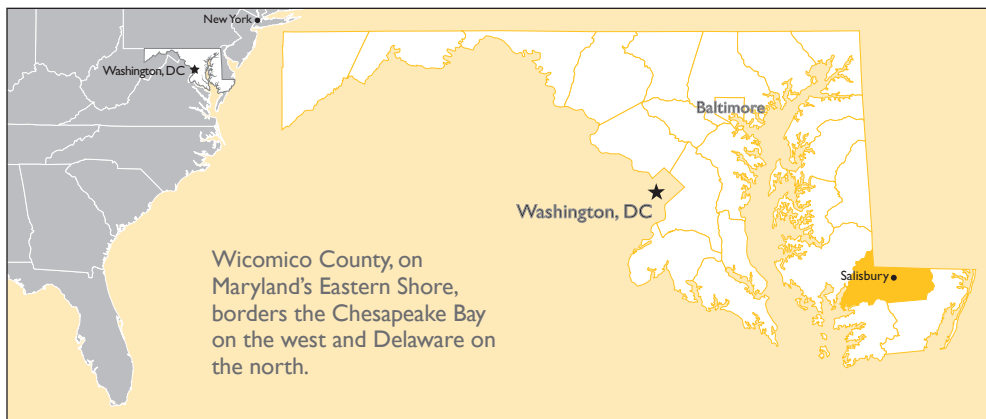 New York
Washington, DC
Baltimore
Washington, DC
Salisbury
Wicomico County, on
Maryland's Eastern Shore,
borders the Chesapeake Bay
on the west and Delaware on
the north.